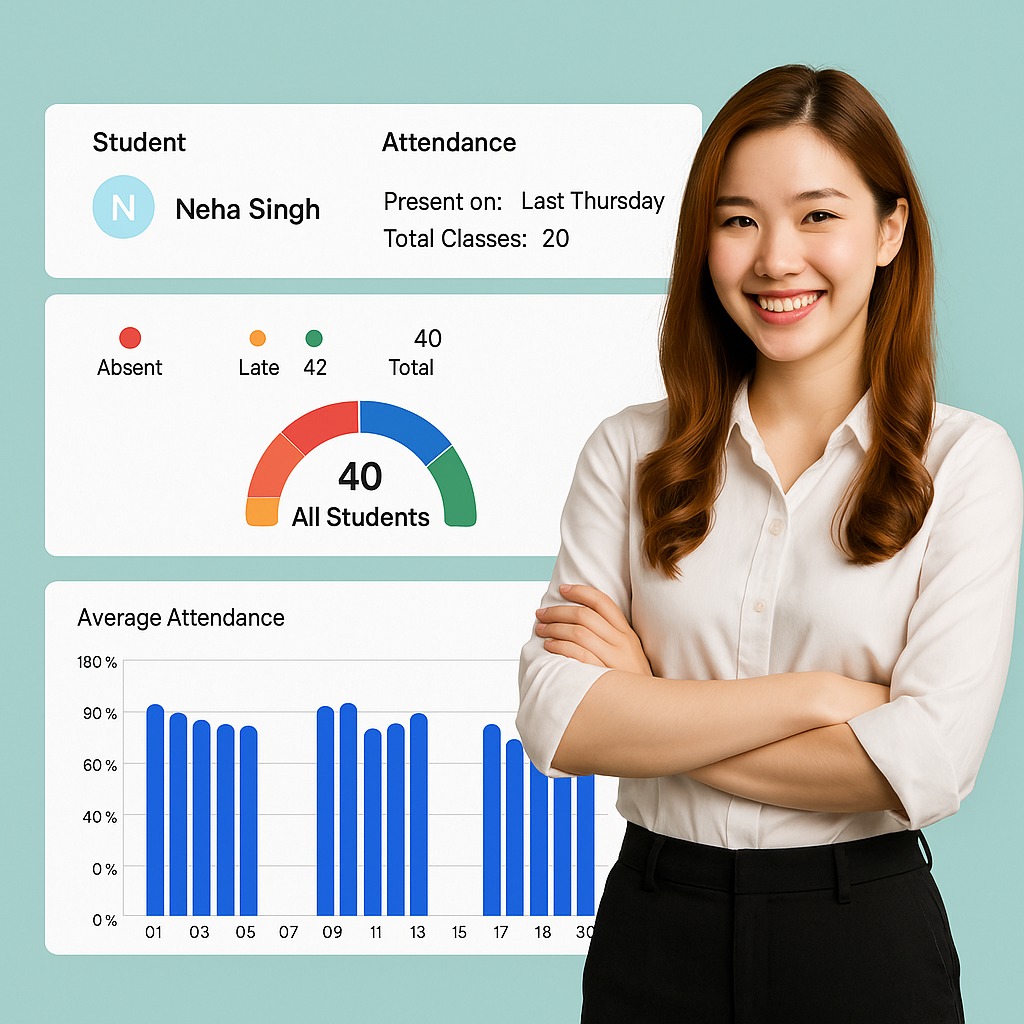 Student
Attendance
N
Neha Singh
Present on: Last Thursday
Total Classes: 20
40
Absent
Late
42
Total
40
All Students
Average Attendance
180 %
90 %
60 %
40 %
0 %
0 %
01 03 05 07 09 11 13 15 17 18 30